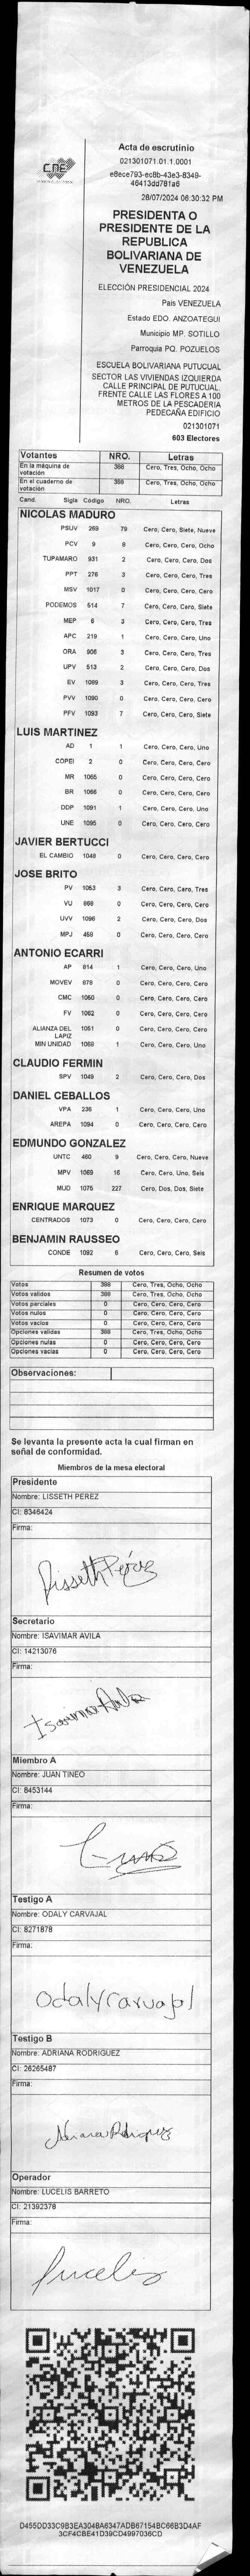 CNE
Acta de escrutinio
021301071.01.1.0001
e8ece793-ec8b-43e3-8349-
46413dd781a6
28/07/2024 06:30:32 PM
PRESIDENTA O
PRESIDENTE DE LA
REPUBLICA
BOLIVARIANA DE
VENEZUELA
ELECCIÓN PRESIDENCIAL 2024
Pais VENEZUELA
Estado EDO. ANZOATEGUI
Municipio MP. SOTILLO
Parroquia PQ. POZUELOS
ESCUELA BOLIVARIANA PUTUCUAL
SECTOR LAS VIVIENDAS IZQUIERDA
CALLE PRINCIPAL DE PUTUCUAL.
FRENTE CALLE LAS FLORES A 100
METROS DE LA PESCADERIA
PEDECAÑA EDIFICIO
021301071
603 Electores
Votantes NRO. Letras
En la máquina de votación 388 Cero, Tres, Ocho, Ocho
En el cuaderno de votación 388 Cero, Tres, Ocho, Ocho
Cand. Sigla Código NRO. Letras
NICOLAS MADURO
PSUV 269 79 Cero, Cero, Siete, Nueve
PCV 9 8 Cero, Cero, Cero, Ocho
TUPAMARO 931 2 Cero, Cero, Cero, Dos
PPT 276 3 Cero, Cero, Cero, Tres
MSV 1017 0 Cero, Cero, Cero, Cero
PODEMOS 514 7 Cero, Cero, Cero, Siete
MEP 6 3 Cero, Cero, Cero, Tres
APC 219 1 Cero, Cero, Cero, Uno
ORA 906 3 Cero, Cero, Cero, Tres
UPV 513 2 Cero, Cero, Cero, Dos
EV 1089 3 Cero, Cero, Cero, Tres
PVV 1090 0 Cero, Cero, Cero, Cero
PFV 1093 7 Cero, Cero, Cero, Siete
LUIS MARTINEZ
AD 1 1 Cero, Cero, Cero, Uno
COPEI 2 0 Cero, Cero, Cero, Cero
MR 1065 0 Cero, Cero, Cero, Cero
BR 1066 0 Cero, Cero, Cero, Cero
DDP 1091 1 Cero, Cero, Cero, Uno
UNE 1095 0 Cero, Cero, Cero, Cero
JAVIER BERTUCCI
EL CAMBIO 1048 0 Cero, Cero, Cero, Cero
JOSE BRITO
PV 1053 3 Cero, Cero, Cero, Tres
VU 868 0 Cero, Cero, Cero, Cero
UVV 1096 2 Cero, Cero, Cero, Dos
MPJ 459 0 Cero, Cero, Cero, Cero
ANTONIO ECARRI
AP 814 1 Cero, Cero, Cero, Uno
MOVEV 878 0 Cero, Cero, Cero, Cero
CMC 1050 0 Cero, Cero, Cero, Cero
FV 1062 0 Cero, Cero, Cero, Cero
ALIANZA DEL LAPIZ 1051 0 Cero, Cero, Cero, Cero
MIN UNIDAD 1068 1 Cero, Cero, Cero, Uno
CLAUDIO FERMIN
SPV 1049 2 Cero, Cero, Cero, Dos
DANIEL CEBALLOS
VPA 236 1 Cero, Cero, Cero, Uno
AREPA 1094 0 Cero, Cero, Cero, Cero
EDMUNDO GONZALEZ
UNTC 460 9 Cero, Cero, Cero, Nueve
MPV 1069 16 Cero, Cero, Uno, Seis
MUD 1075 227 Cero, Dos, Dos, Siete
ENRIQUE MARQUEZ
CENTRADOS 1073 0 Cero, Cero, Cero, Cero
BENJAMIN RAUSSEO
CONDE 1092 6 Cero, Cero, Cero, Seis
Resumen de votos
Votos 388 Cero, Tres, Ocho, Ocho
Votos validos 388 Cero, Tres, Ocho, Ocho
Votos parciales 0 Cero, Cero, Cero, Cero
Votos nulos 0 Cero, Cero, Cero, Cero
Votos vacios 0 Cero, Cero, Cero, Cero
Opciones validas 388 Cero, Tres, Ocho, Ocho
Opciones nulas 0 Cero, Cero, Cero, Cero
Opciones vacias 0 Cero, Cero, Cero, Cero
Observaciones:
Se levanta la presente acta la cual firman en
señal de conformidad.
Miembros de la mesa electoral
Presidente
Nombre: LISSETH PEREZ
CI: 8346424
Firma:
Lisseth Pérez
Secretario
Nombre: ISAVIMAR AVILA
CI: 14213076
Firma:
Isavimar Avila
Miembro A
Nombre: JUAN TINEO
CI: 8453144
Firma:
Testigo A
Nombre: ODALY CARVAJAL
CI: 8271878
Firma:
Odaly Carvajal
Testigo B
Nombre: ADRIANA RODRIGUEZ
CI: 26265487
Firma:
Adriana Rodriguez
Operador
Nombre: LUCELIS BARRETO
CI: 21392378
Firma:
Lucelis
D455DD33C9B3EA3048A6347ADB67154BC66B3D4AF
3CF4CBE41D39CD4997036CD